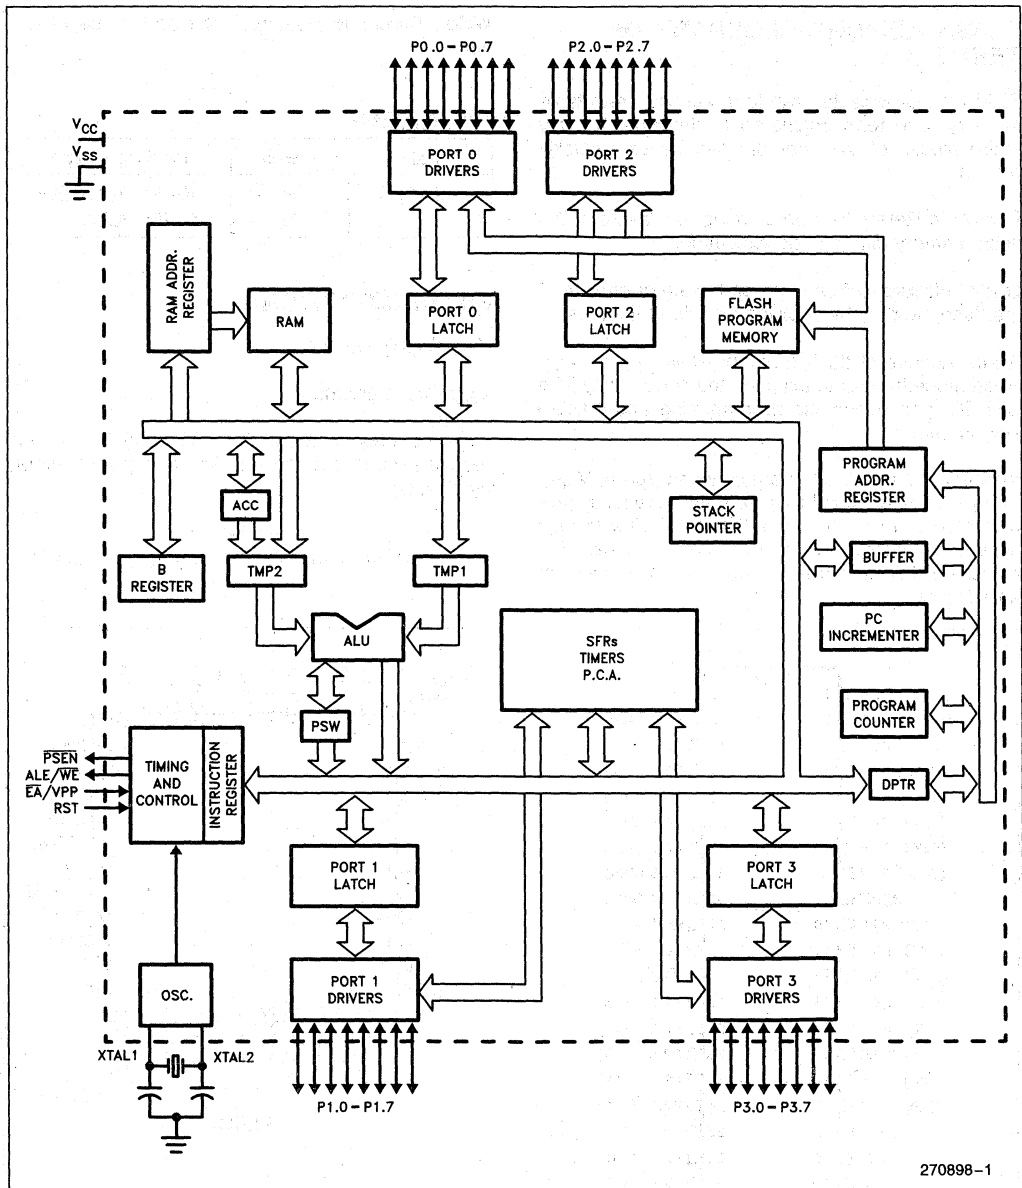 P0.0-P0.7
P2.0-P2.7
VCC
VSS
PORT 0
DRIVERS
PORT 2
DRIVERS
RAM ADDR.
REGISTER
RAM
PORT 0
LATCH
PORT 2
LATCH
FLASH
PROGRAM
MEMORY
PROGRAM
ADDR.
REGISTER
ACC
STACK
POINTER
B
REGISTER
TMP2
TMP1
BUFFER
ALU
SFRs
TIMERS
P.C.A.
PC
INCREMENTER
PSW
PROGRAM
COUNTER
PSEN
ALE/WE
EA/VPP
RST
TIMING
AND
CONTROL
INSTRUCTION
REGISTER
DPTR
PORT 1
LATCH
PORT 3
LATCH
OSC.
PORT 1
DRIVERS
PORT 3
DRIVERS
XTAL1
XTAL2
P1.0-P1.7
P3.0-P3.7
270898-1